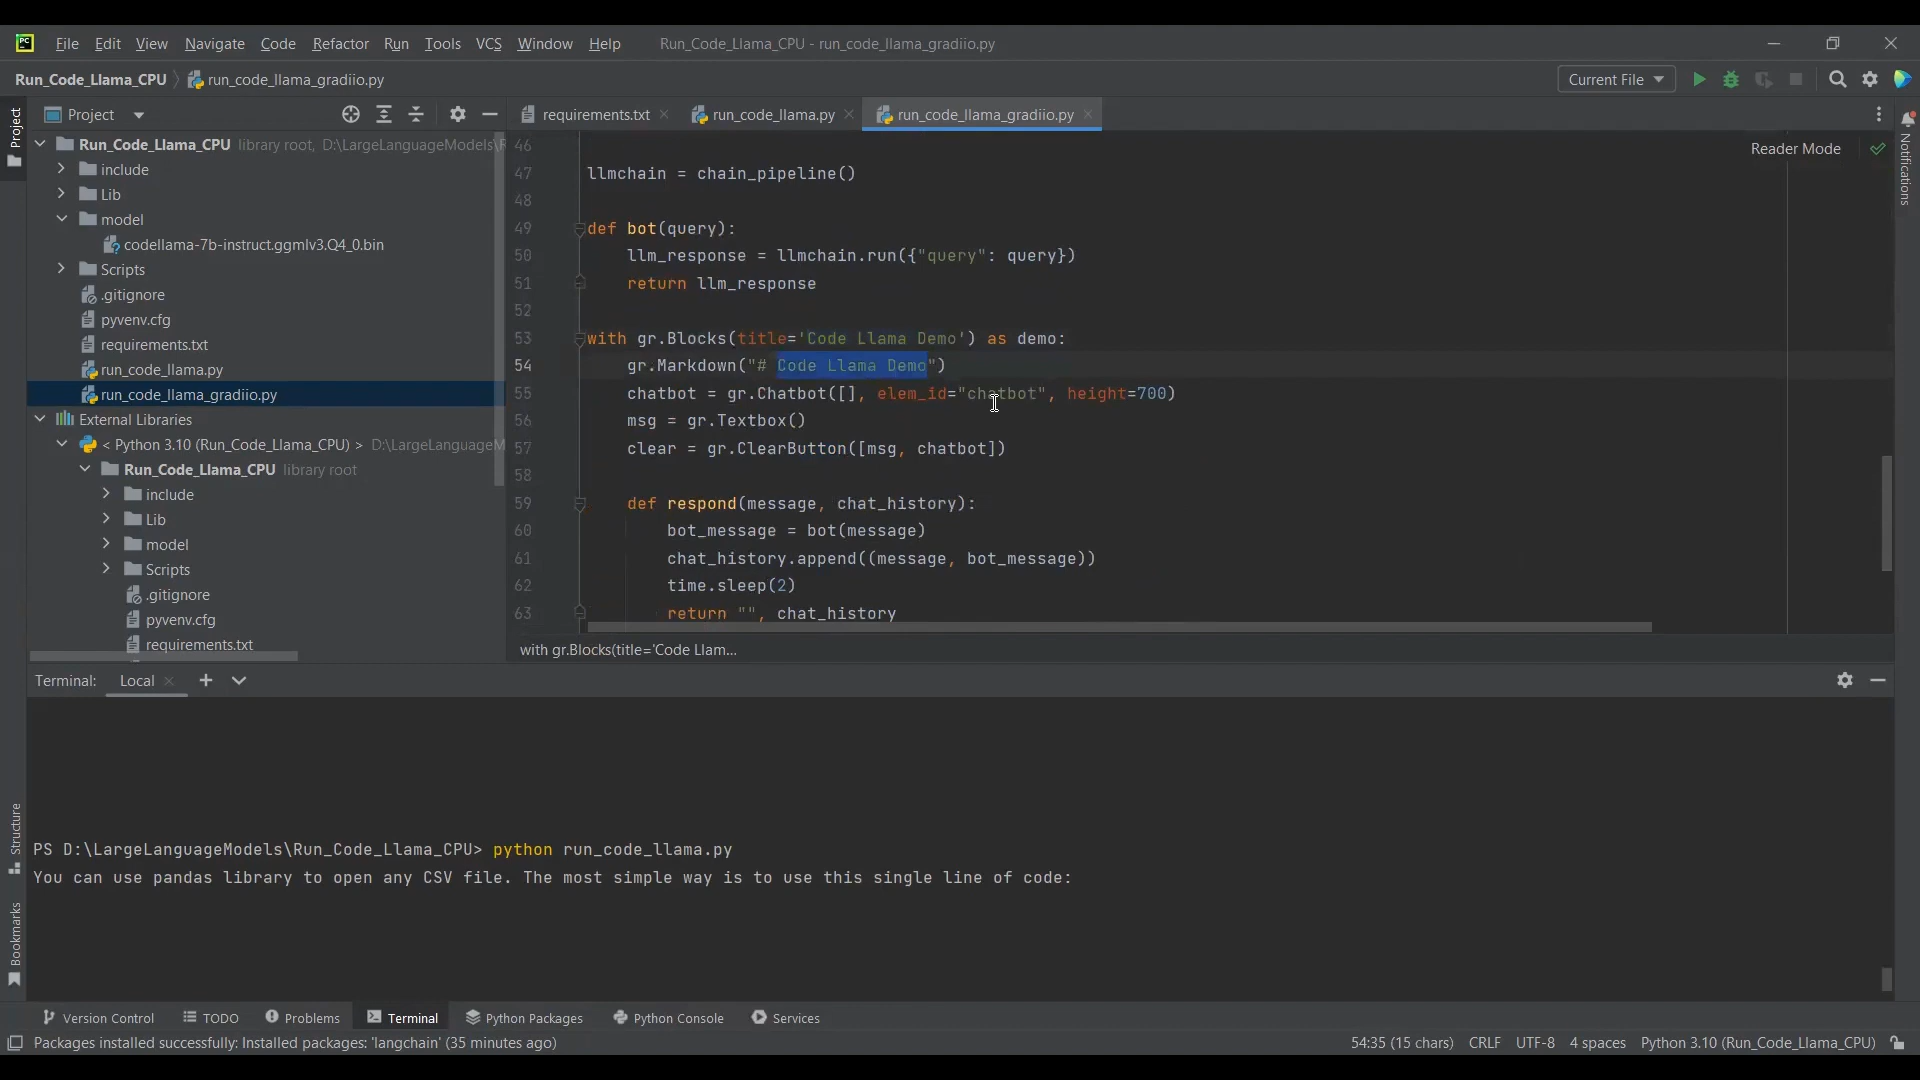 PC File Edit View Navigate Code Refactor Run Tools VCS Window Help Run_Code_Llama_CPU - run_code_llama_gradiio.py
Run_Code_Llama_CPU run_code_llama_gradiio.py Current File
Project
Project
requirements.txt run_code_llama.py run_code_llama_gradiio.py
Notifications
Reader Mode
Run_Code_Llama_CPU library root, D:\LargeLanguageModels\R
include
Lib
model
codellama-7b-instruct.ggmlv3.Q4_0.bin
Scripts
.gitignore
pyvenv.cfg
requirements.txt
run_code_llama.py
run_code_llama_gradiio.py
External Libraries
< Python 3.10 (Run_Code_Llama_CPU) > D:\LargeLanguageM
Run_Code_Llama_CPU library root
include
Lib
model
Scripts
.gitignore
pyvenv.cfg
requirements.txt
46
47 llmchain = chain_pipeline()
48
49 def bot(query):
50 llm_response = llmchain.run({"query": query})
51 return llm_response
52
53 with gr.Blocks(title='Code Llama Demo') as demo:
54 gr.Markdown("# Code Llama Demo")
55 chatbot = gr.Chatbot([], elem_id="chatbot", height=700)
56 msg = gr.Textbox()
57 clear = gr.ClearButton([msg, chatbot])
58
59 def respond(message, chat_history):
60 bot_message = bot(message)
61 chat_history.append((message, bot_message))
62 time.sleep(2)
63 return "", chat_history
with gr.Blocks(title='Code Llam...
Terminal: Local
PS D:\LargeLanguageModels\Run_Code_Llama_CPU> python run_code_llama.py
You can use pandas library to open any CSV file. The most simple way is to use this single line of code:
Structure
Bookmarks
Version Control TODO Problems Terminal Python Packages Python Console Services
Packages installed successfully: Installed packages: 'langchain' (35 minutes ago) 54:35 (15 chars) CRLF UTF-8 4 spaces Python 3.10 (Run_Code_Llama_CPU)